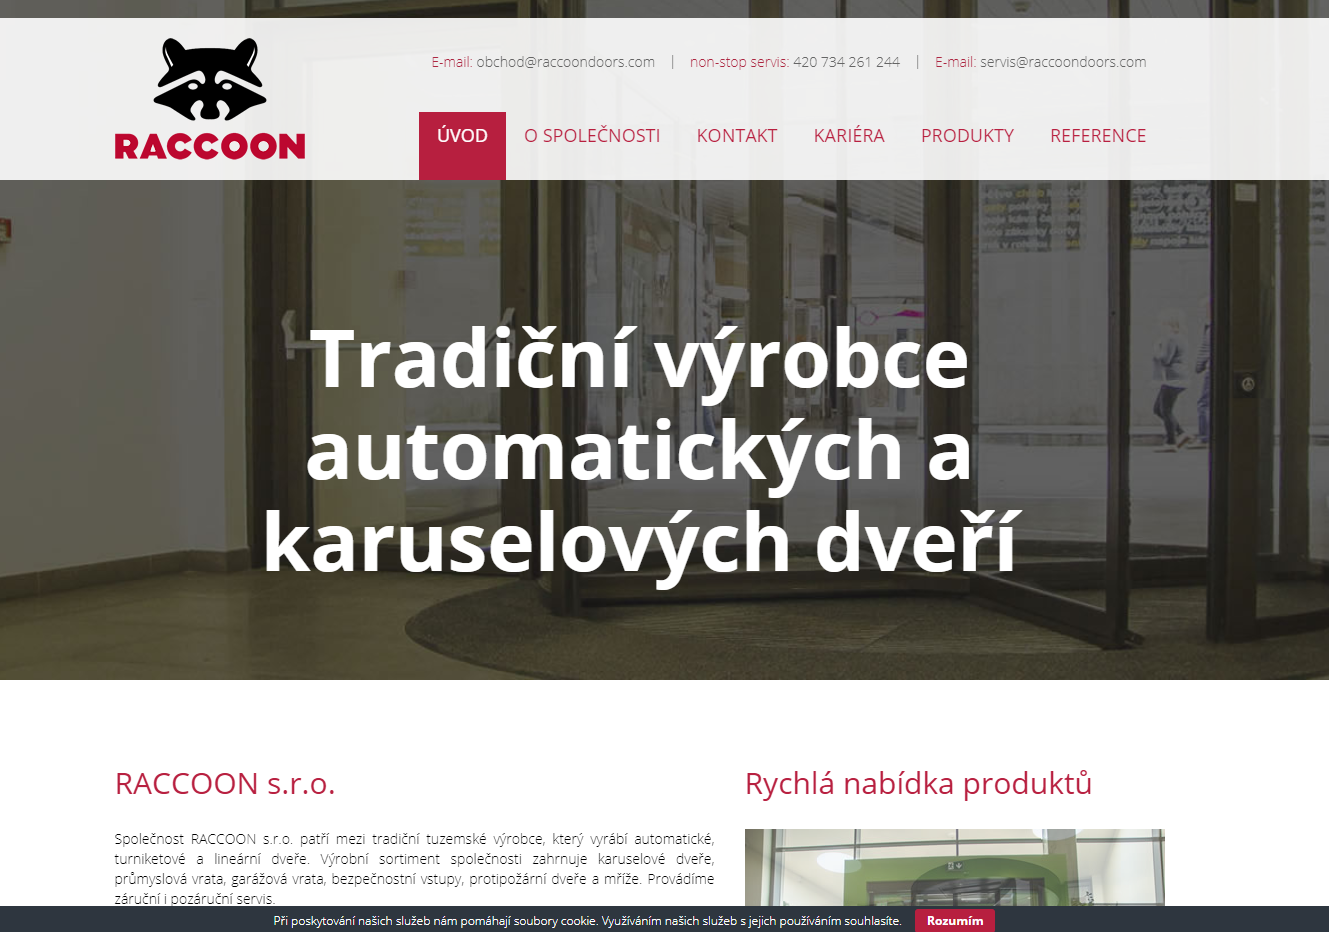 E-mail: obchod@raccoondoors.com | non-stop servis: 420 734 261 244 | E-mail: servis@raccoondoors.com
RACCOON
ÚVOD O SPOLEČNOSTI KONTAKT KARIÉRA PRODUKTY REFERENCE
Tradiční výrobce
automatických a
karuselových dveří
RACCOON s.r.o.
Společnost RACCOON s.r.o. patří mezi tradiční tuzemské výrobce, který vyrábí automatické,
turniketové a lineární dveře. Výrobní sortiment společnosti zahrnuje karuselové dveře,
průmyslová vrata, garážová vrata, bezpečnostní vstupy, protipožární dveře a mříže. Provádíme
záruční i pozáruční servis.
Rychlá nabídka produktů
Při poskytování našich služeb nám pomáhají soubory cookie. Využíváním našich služeb s jejich používáním souhlasíte. Rozumím